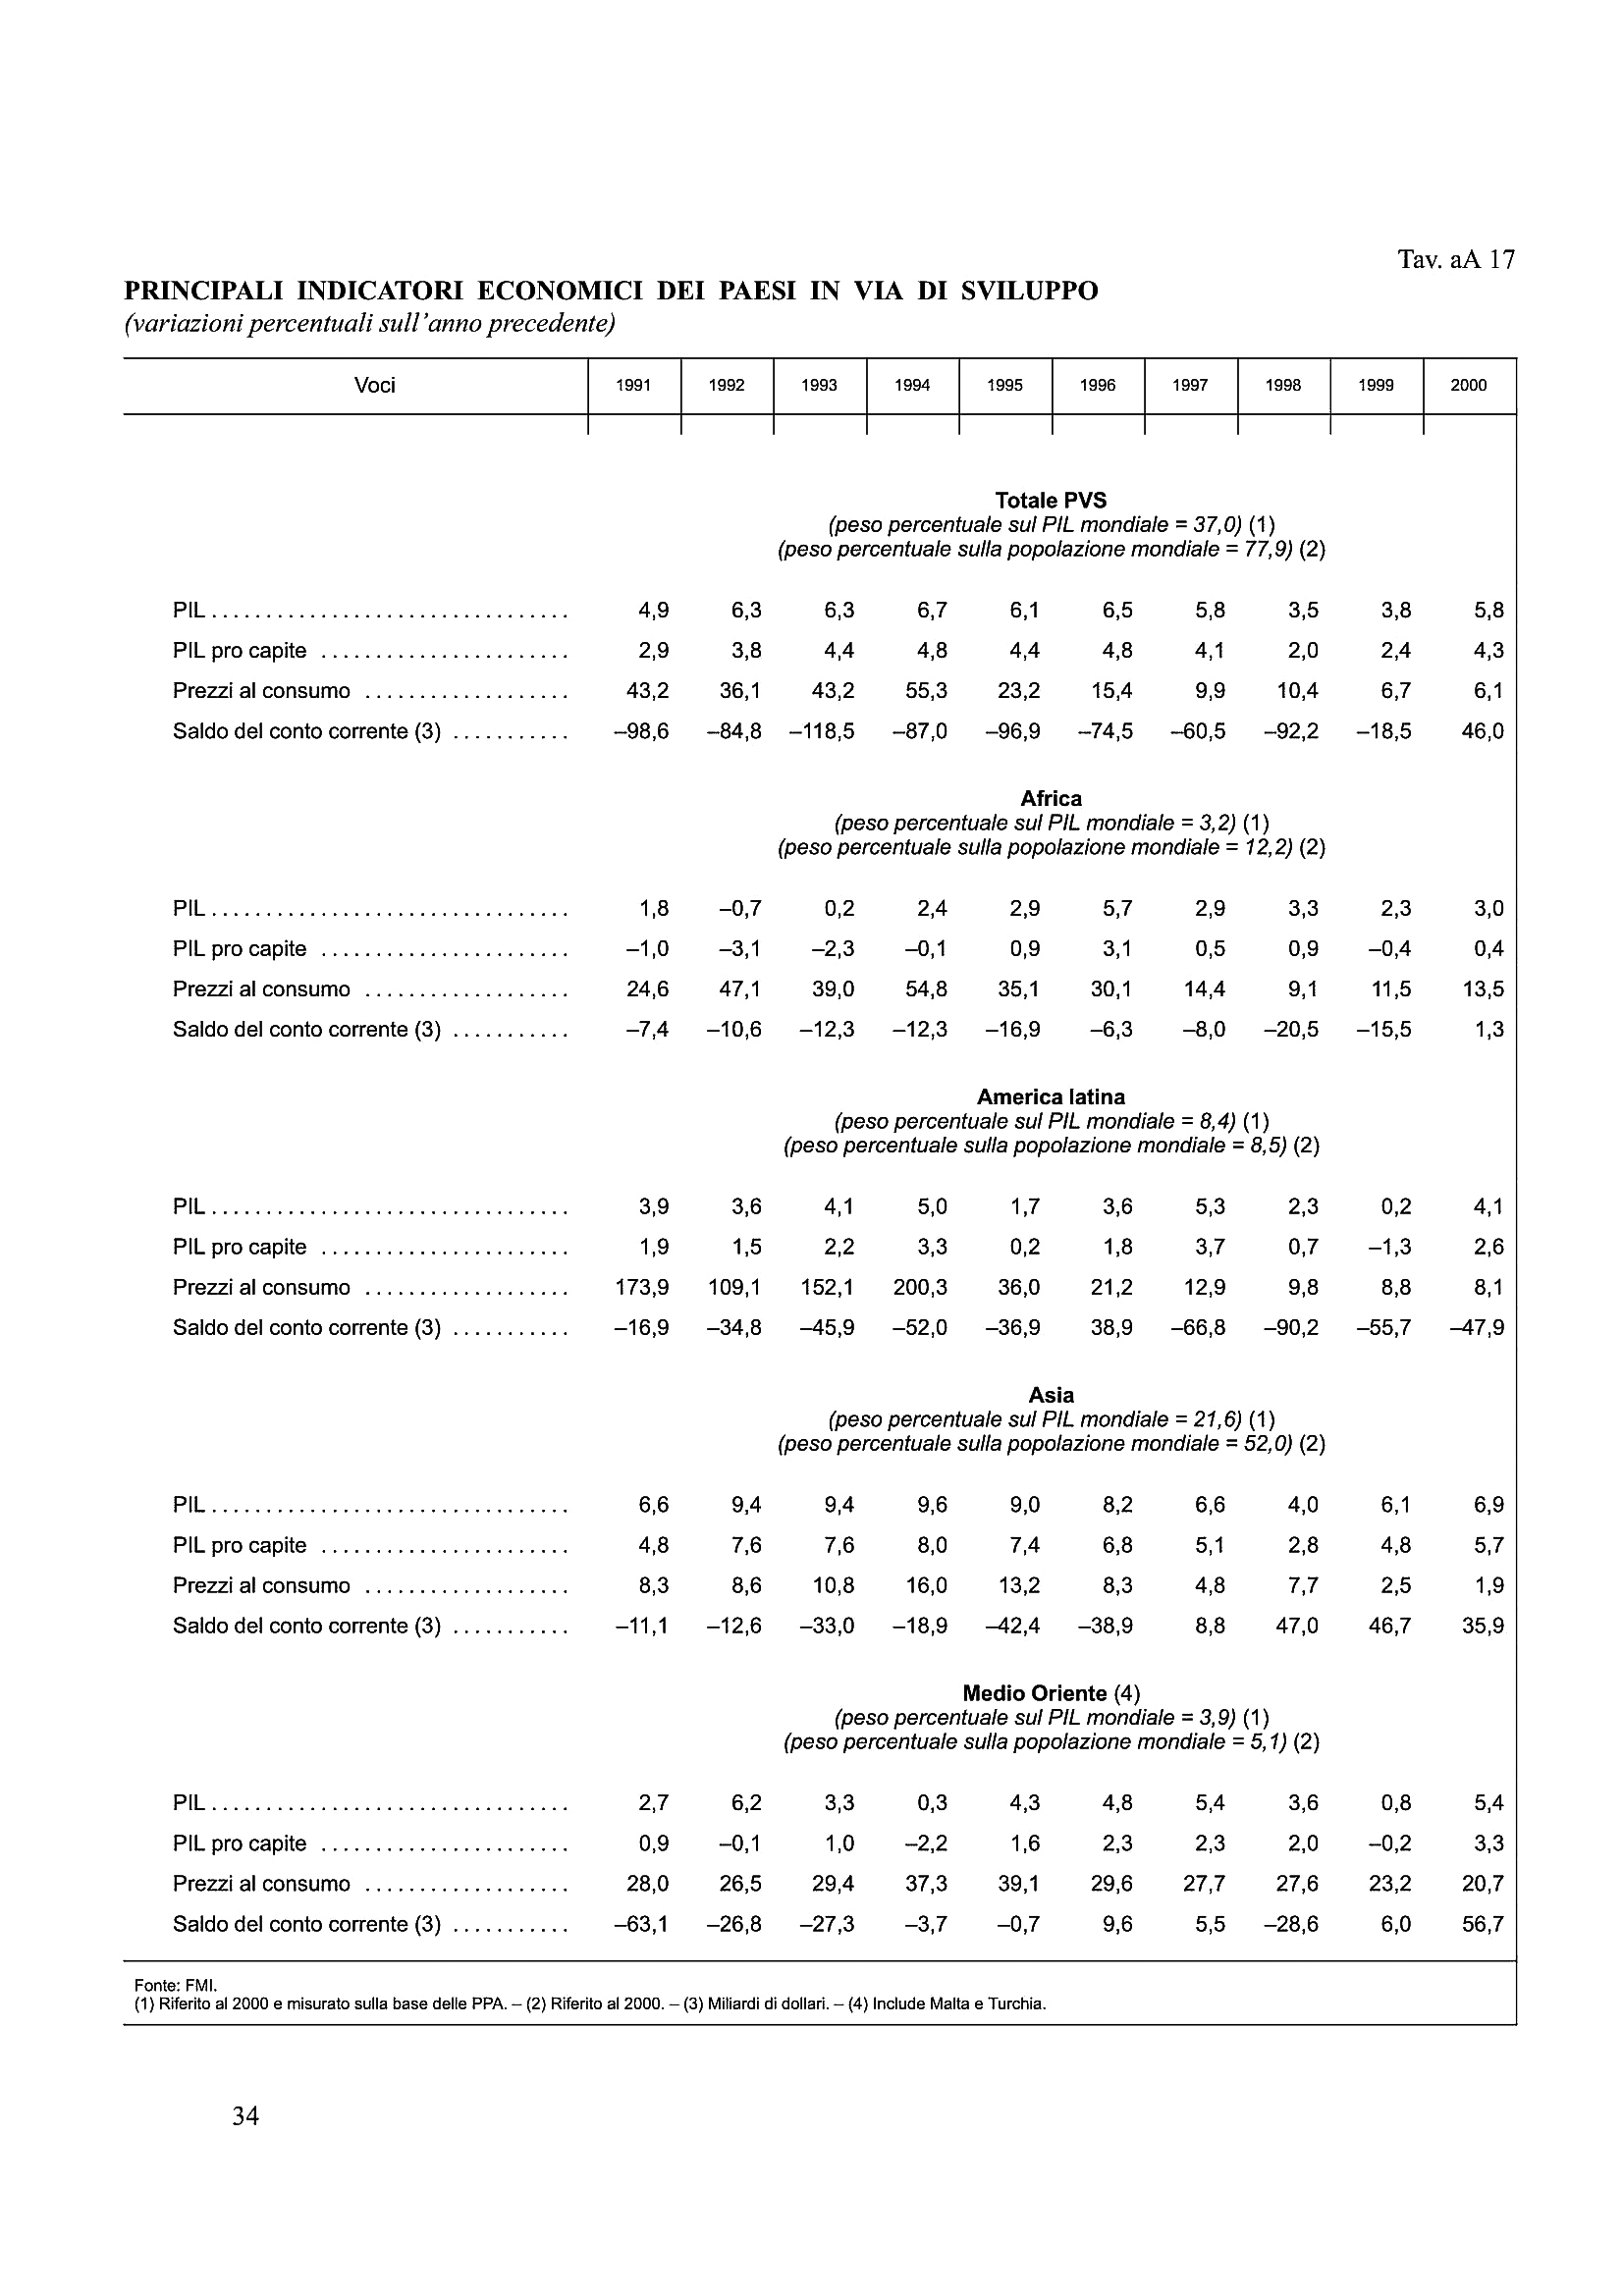 Tav. aA 17
PRINCIPALI INDICATORI ECONOMICI DEI PAESI IN VIA DI SVILUPPO
(variazioni percentuali sull’anno precedente)
Voci 1991 1992 1993 1994 1995 1996 1997 1998 1999 2000
Totale PVS
(peso percentuale sul PIL mondiale = 37,0) (1)
(peso percentuale sulla popolazione mondiale = 77,9) (2)
PIL . . . . . . . . . . . . . . . . . . . . . . . . . . . . . . . . . 4,9 6,3 6,3 6,7 6,1 6,5 5,8 3,5 3,8 5,8
PIL pro capite . . . . . . . . . . . . . . . . . . . . . . . 2,9 3,8 4,4 4,8 4,4 4,8 4,1 2,0 2,4 4,3
Prezzi al consumo . . . . . . . . . . . . . . . . . . . 43,2 36,1 43,2 55,3 23,2 15,4 9,9 10,4 6,7 6,1
Saldo del conto corrente (3) . . . . . . . . . . . –98,6 –84,8 –118,5 –87,0 –96,9 –74,5 –60,5 –92,2 –18,5 46,0
Africa
(peso percentuale sul PIL mondiale = 3,2) (1)
(peso percentuale sulla popolazione mondiale = 12,2) (2)
PIL . . . . . . . . . . . . . . . . . . . . . . . . . . . . . . . . . 1,8 –0,7 0,2 2,4 2,9 5,7 2,9 3,3 2,3 3,0
PIL pro capite . . . . . . . . . . . . . . . . . . . . . . . –1,0 –3,1 –2,3 –0,1 0,9 3,1 0,5 0,9 –0,4 0,4
Prezzi al consumo . . . . . . . . . . . . . . . . . . . 24,6 47,1 39,0 54,8 35,1 30,1 14,4 9,1 11,5 13,5
Saldo del conto corrente (3) . . . . . . . . . . . –7,4 –10,6 –12,3 –12,3 –16,9 –6,3 –8,0 –20,5 –15,5 1,3
America latina
(peso percentuale sul PIL mondiale = 8,4) (1)
(peso percentuale sulla popolazione mondiale = 8,5) (2)
PIL . . . . . . . . . . . . . . . . . . . . . . . . . . . . . . . . . 3,9 3,6 4,1 5,0 1,7 3,6 5,3 2,3 0,2 4,1
PIL pro capite . . . . . . . . . . . . . . . . . . . . . . . 1,9 1,5 2,2 3,3 0,2 1,8 3,7 0,7 –1,3 2,6
Prezzi al consumo . . . . . . . . . . . . . . . . . . . 173,9 109,1 152,1 200,3 36,0 21,2 12,9 9,8 8,8 8,1
Saldo del conto corrente (3) . . . . . . . . . . . –16,9 –34,8 –45,9 –52,0 –36,9 38,9 –66,8 –90,2 –55,7 –47,9
Asia
(peso percentuale sul PIL mondiale = 21,6) (1)
(peso percentuale sulla popolazione mondiale = 52,0) (2)
PIL . . . . . . . . . . . . . . . . . . . . . . . . . . . . . . . . . 6,6 9,4 9,4 9,6 9,0 8,2 6,6 4,0 6,1 6,9
PIL pro capite . . . . . . . . . . . . . . . . . . . . . . . 4,8 7,6 7,6 8,0 7,4 6,8 5,1 2,8 4,8 5,7
Prezzi al consumo . . . . . . . . . . . . . . . . . . . 8,3 8,6 10,8 16,0 13,2 8,3 4,8 7,7 2,5 1,9
Saldo del conto corrente (3) . . . . . . . . . . . –11,1 –12,6 –33,0 –18,9 –42,4 –38,9 8,8 47,0 46,7 35,9
Medio Oriente (4)
(peso percentuale sul PIL mondiale = 3,9) (1)
(peso percentuale sulla popolazione mondiale = 5,1) (2)
PIL . . . . . . . . . . . . . . . . . . . . . . . . . . . . . . . . . 2,7 6,2 3,3 0,3 4,3 4,8 5,4 3,6 0,8 5,4
PIL pro capite . . . . . . . . . . . . . . . . . . . . . . . 0,9 –0,1 1,0 –2,2 1,6 2,3 2,3 2,0 –0,2 3,3
Prezzi al consumo . . . . . . . . . . . . . . . . . . . 28,0 26,5 29,4 37,3 39,1 29,6 27,7 27,6 23,2 20,7
Saldo del conto corrente (3) . . . . . . . . . . . –63,1 –26,8 –27,3 –3,7 –0,7 9,6 5,5 –28,6 6,0 56,7
Fonte: FMI.
(1) Riferito al 2000 e misurato sulla base delle PPA. – (2) Riferito al 2000. – (3) Miliardi di dollari. – (4) Include Malta e Turchia.
34